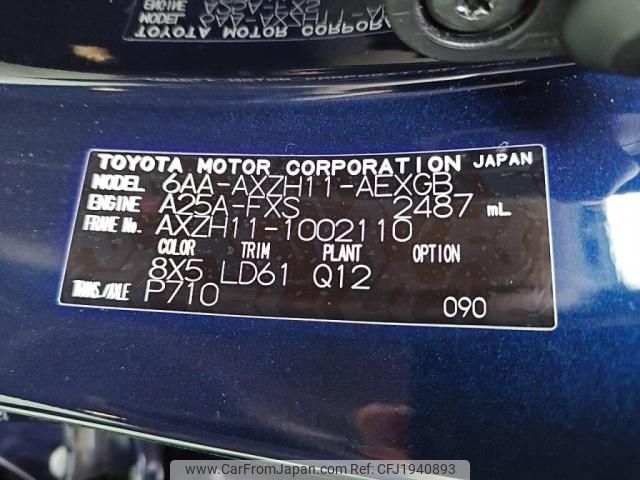 TOYOTA MOTOR CORPORATION JAPAN
MODEL 6AA-AXZH11-AEXGB
ENGINE A25A-FXS 2487 mL
FRAME No. AXZH11-1002110
COLOR TRIM PLANT OPTION
8X5 LD61 Q12
TRANS./AXLE P710
090
www.CarFromJapan.com Ref: CFJ1940893